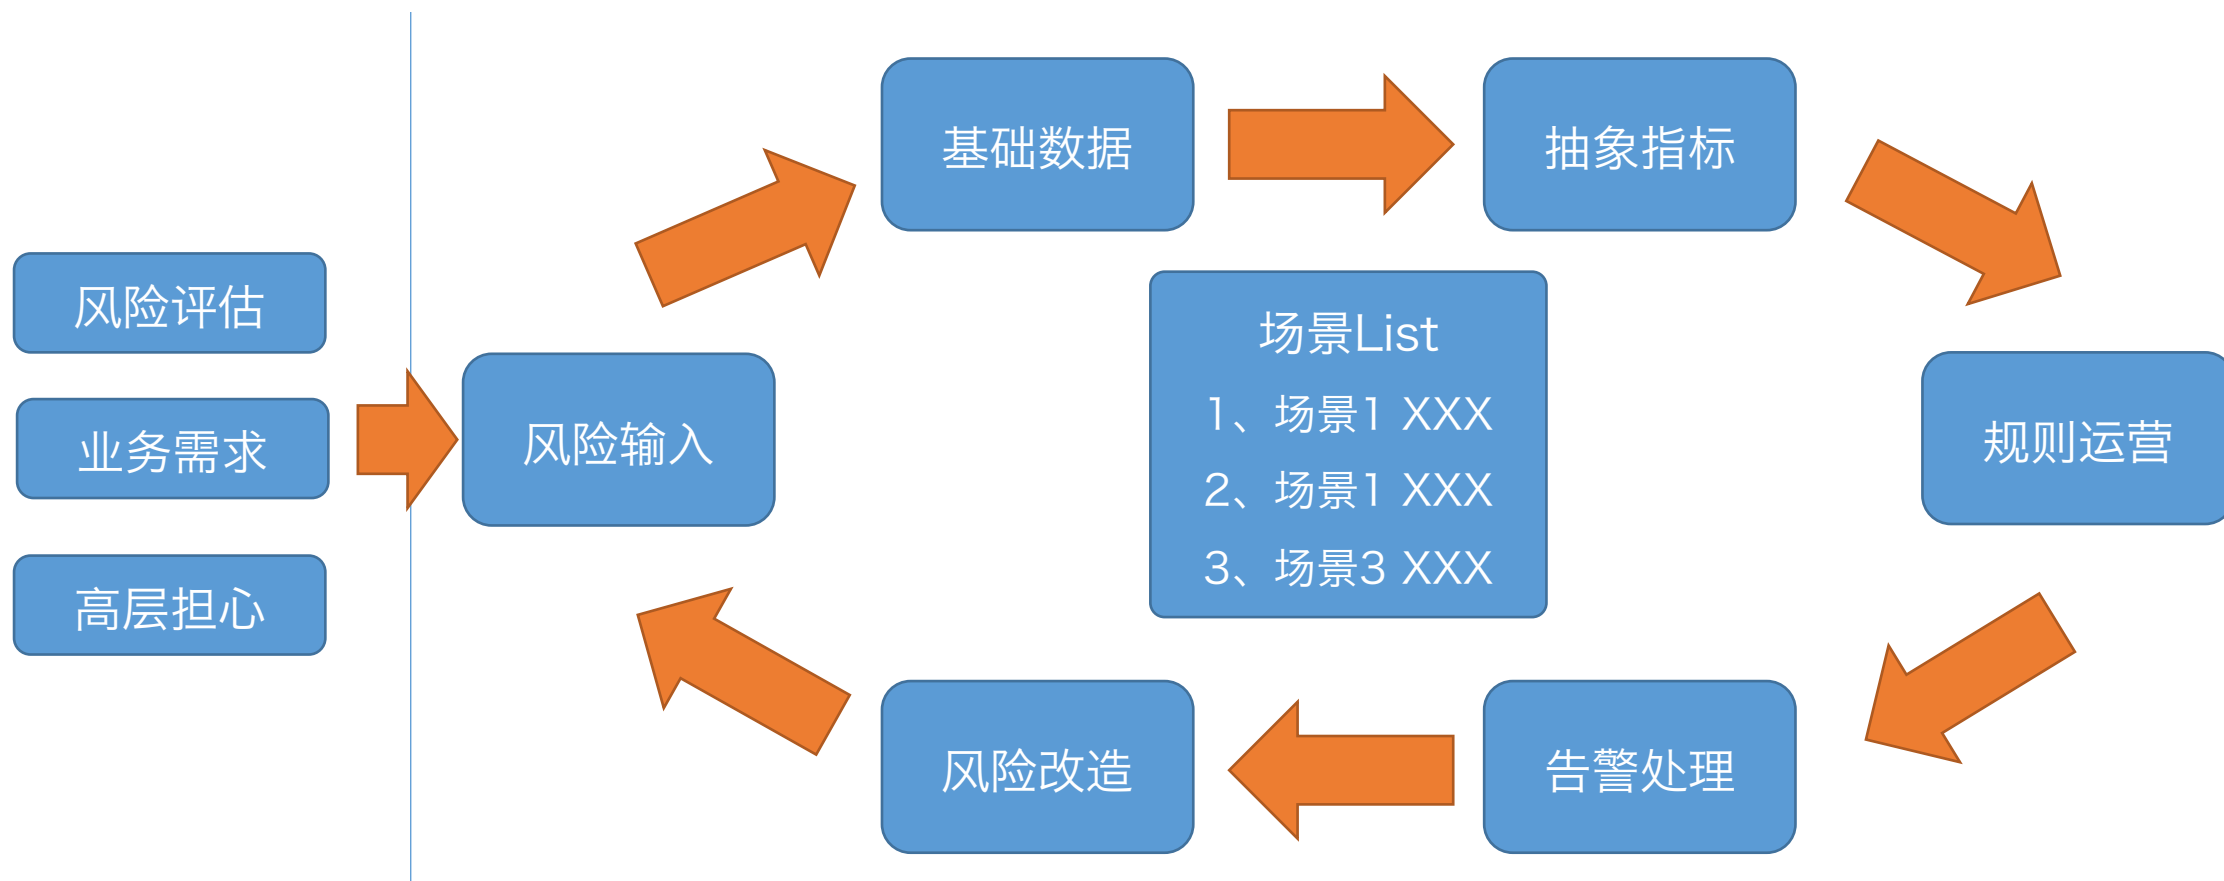 风险评估
业务需求
高层担心
风险输入
基础数据
抽象指标
规则运营
告警处理
风险改造
场景List
1、场景1 XXX
2、场景1 XXX
3、场景3 XXX